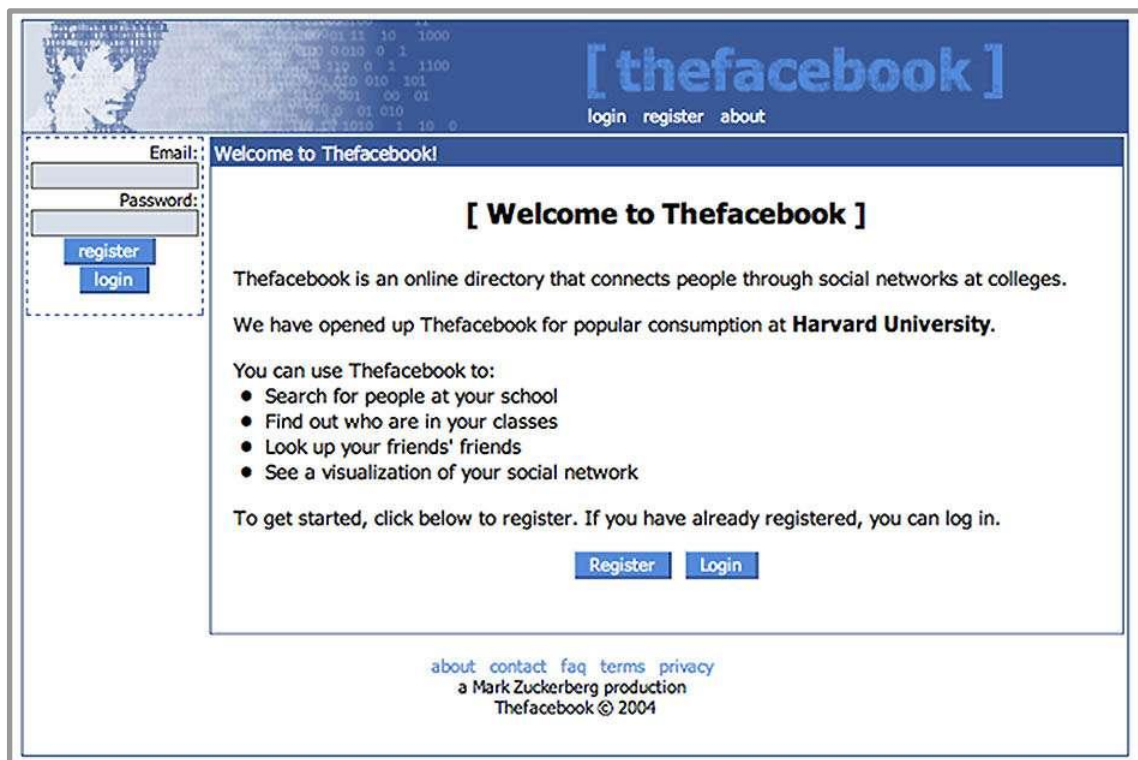 [ thefacebook ]
login register about
Email:
Password:
register
login
Welcome to Thefacebook!
[ Welcome to Thefacebook ]
Thefacebook is an online directory that connects people through social networks at colleges.
We have opened up Thefacebook for popular consumption at Harvard University.
You can use Thefacebook to:
• Search for people at your school
• Find out who are in your classes
• Look up your friends' friends
• See a visualization of your social network
To get started, click below to register. If you have already registered, you can log in.
Register Login
about contact faq terms privacy
a Mark Zuckerberg production
Thefacebook © 2004